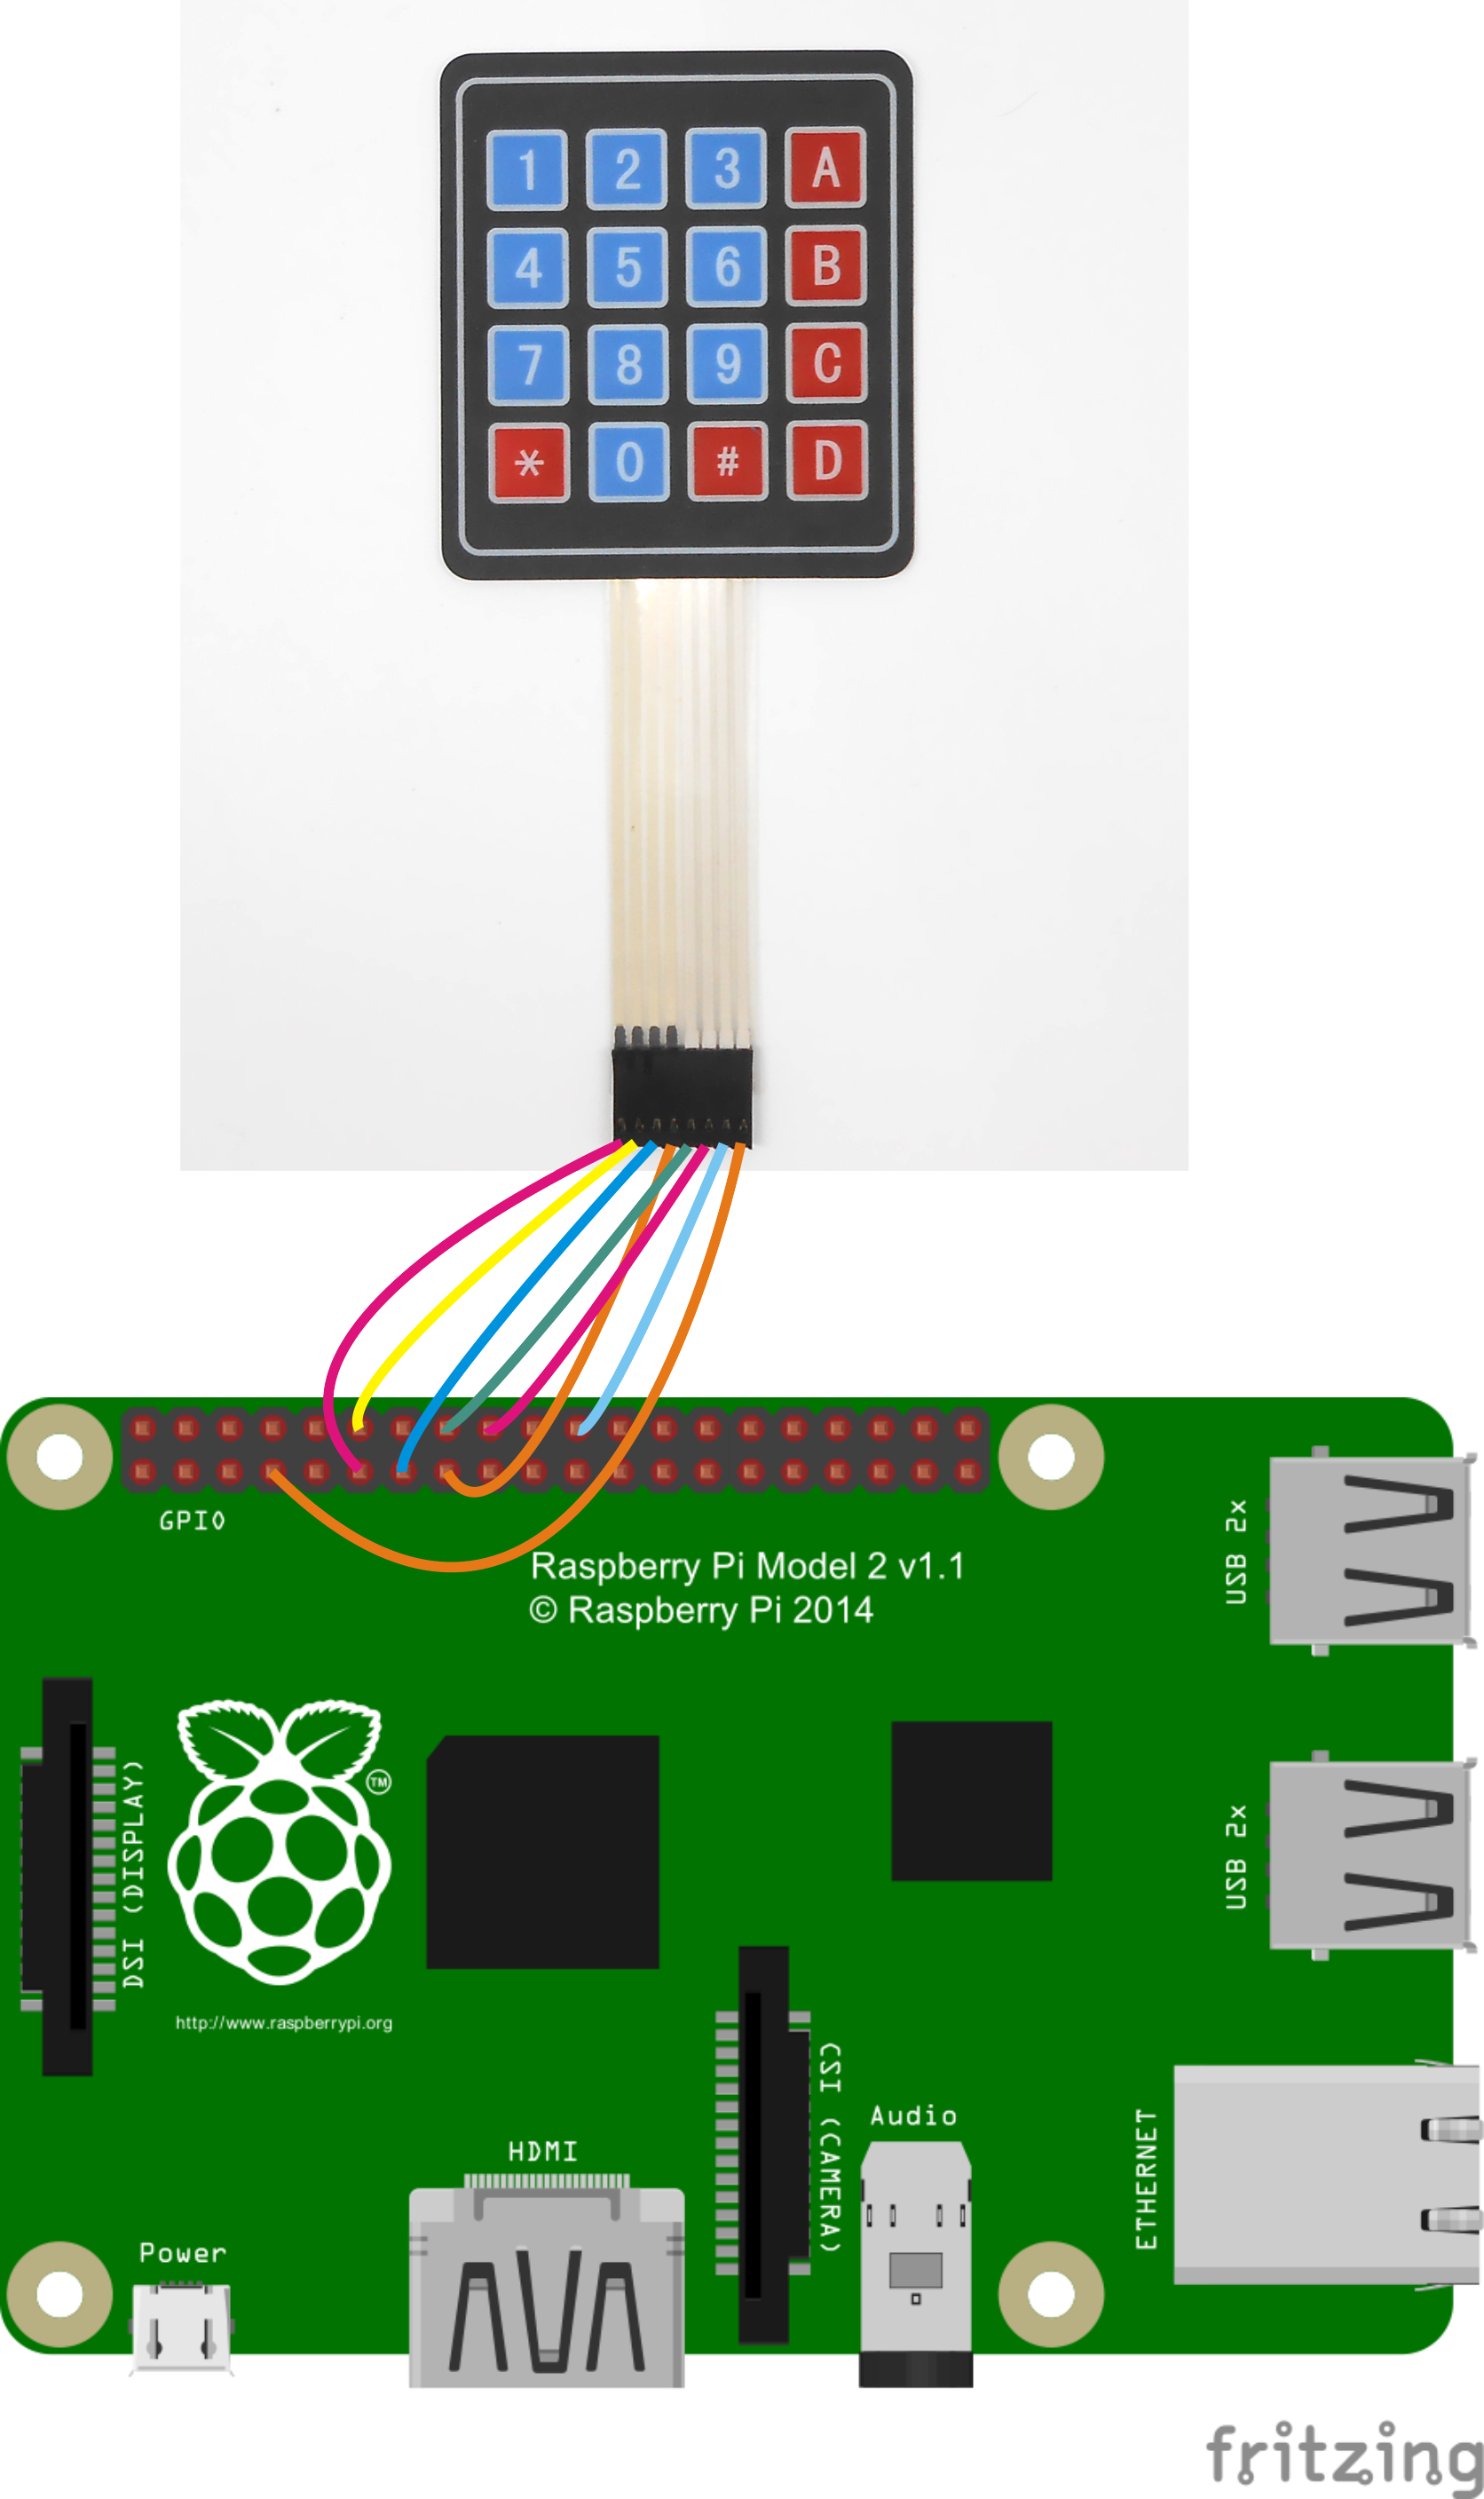 1 2 3 A
4 5 6 B
7 8 9 C
* 0 # D
GPIO
Raspberry Pi Model 2 v1.1
© Raspberry Pi 2014
USB 2x
DSI (DISPLAY)
TM
USB 2x
http://www.raspberrypi.org
CSI (CAMERA)
Audio
ETHERNET
HDMI
Power
fritzing